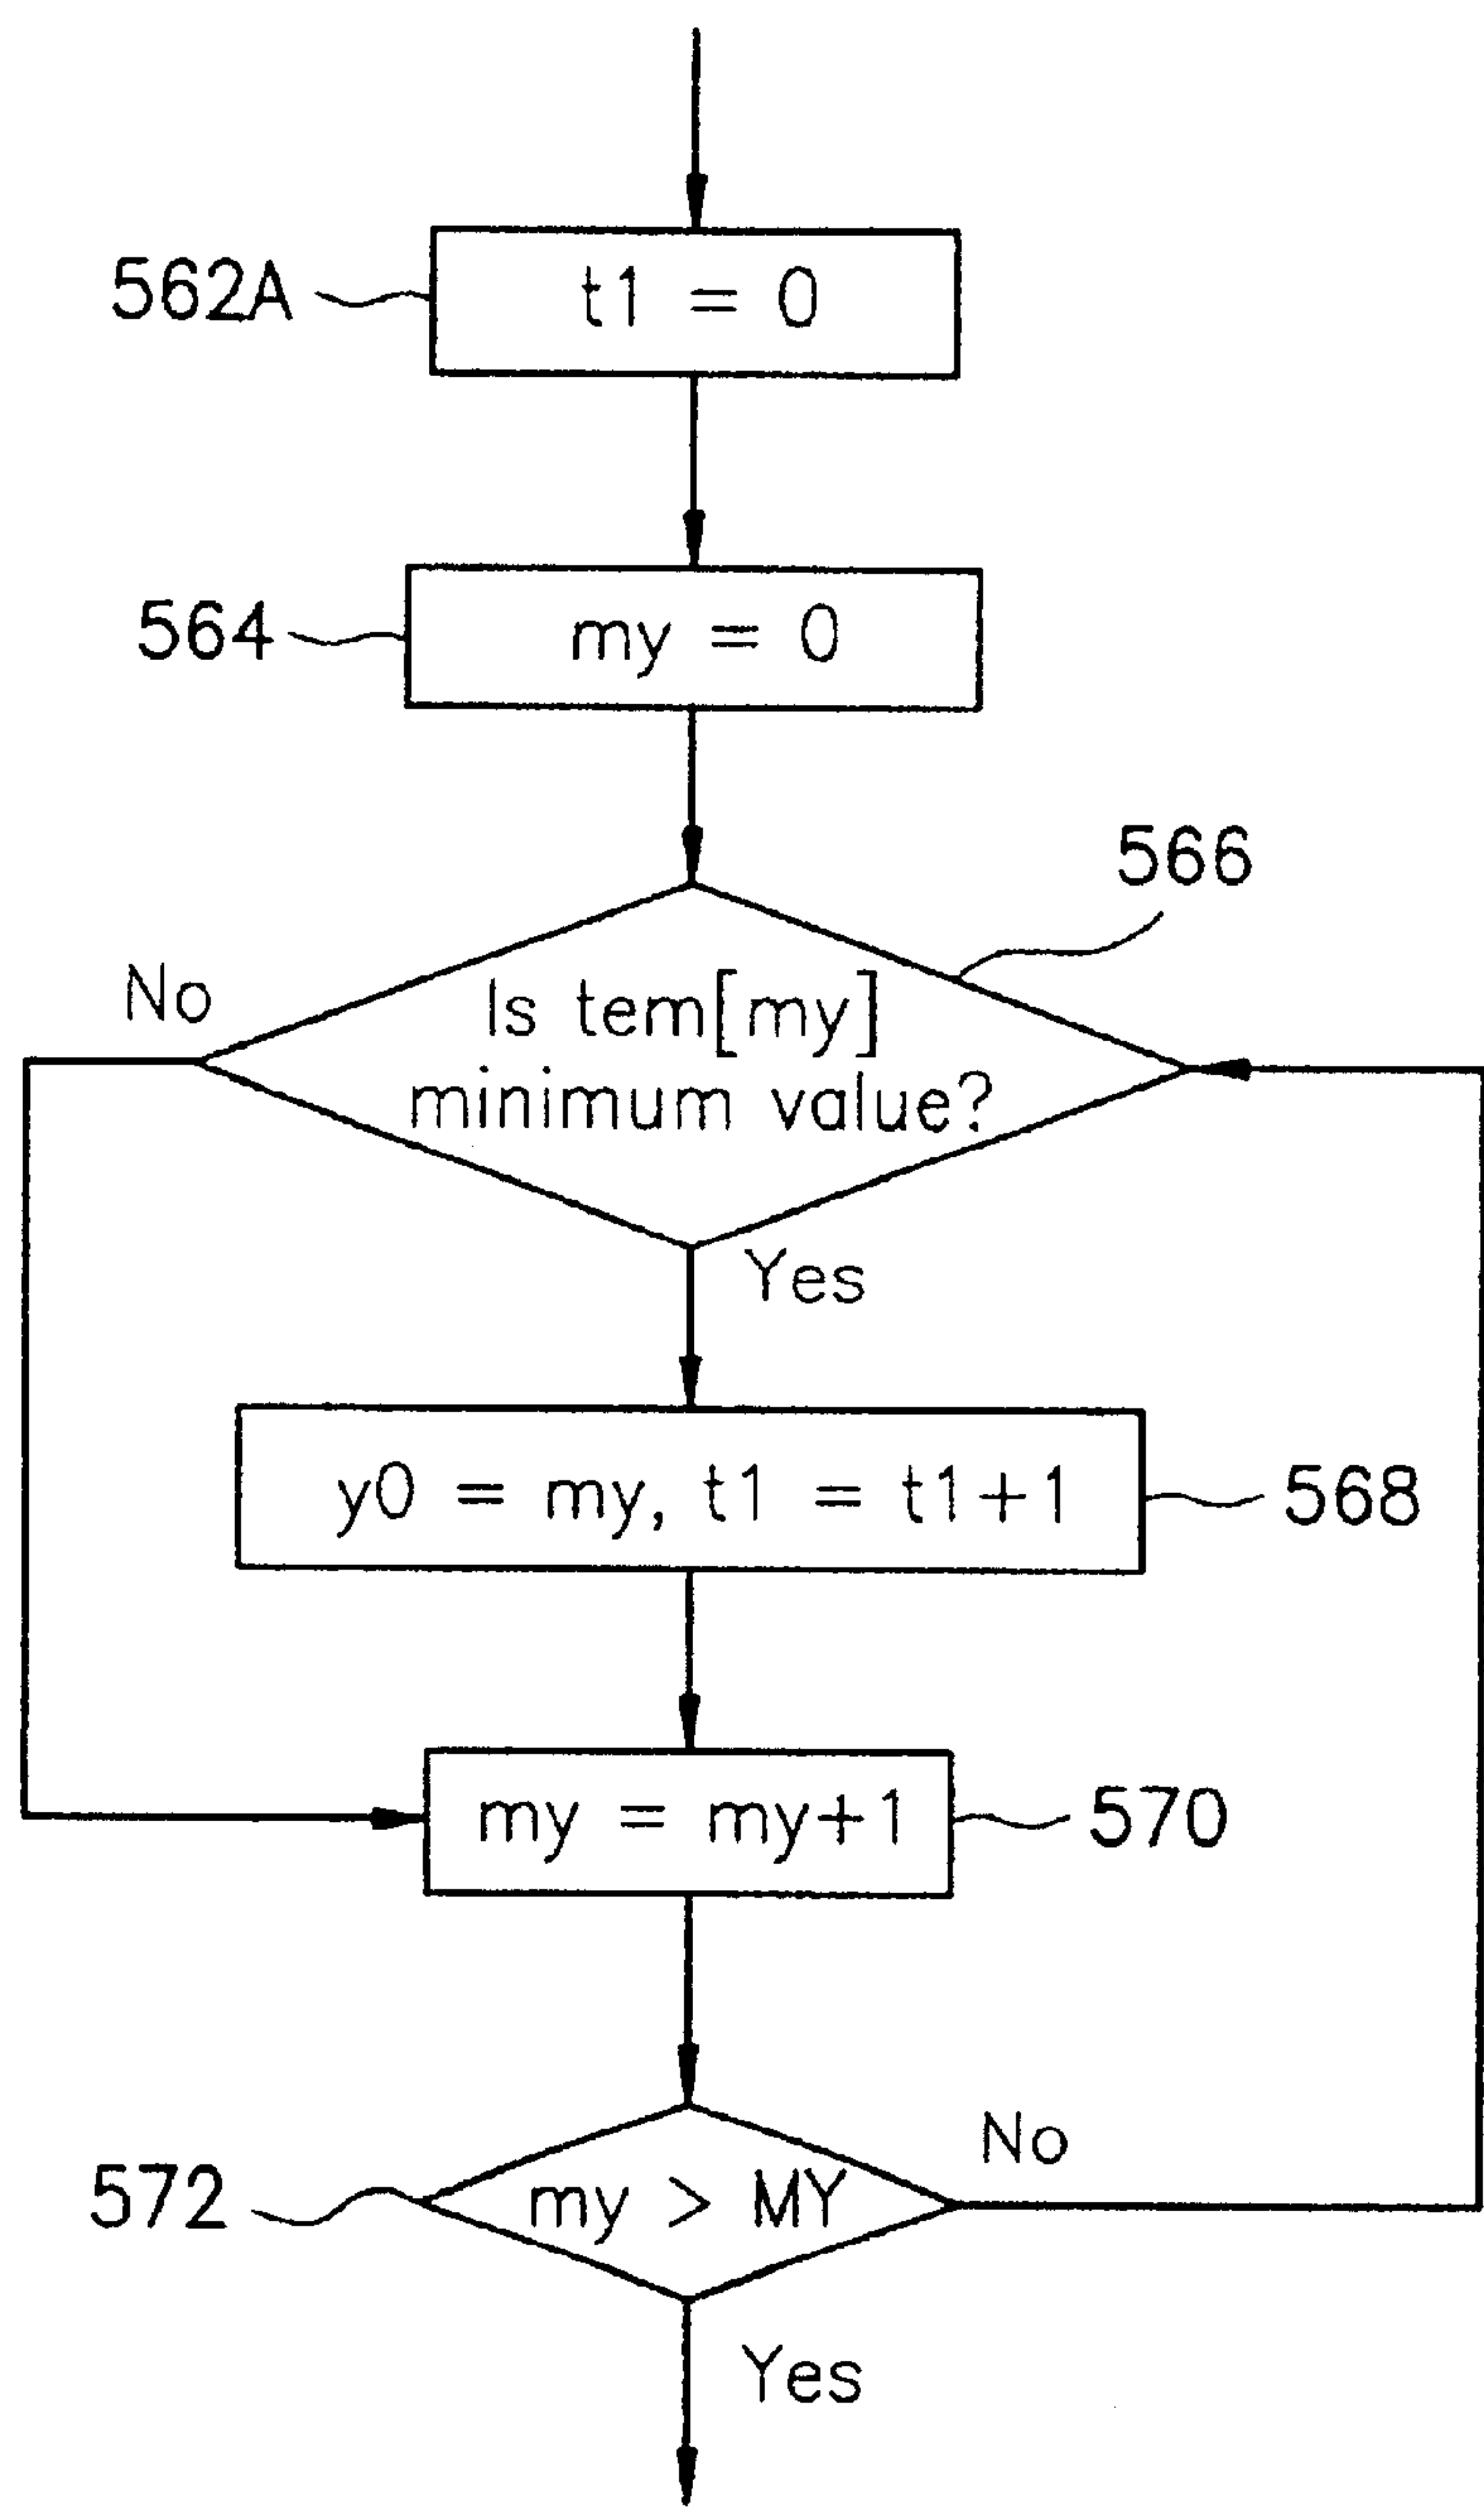 562A
t1 = 0
564
my = 0
566
No
Is tem[my]
minimum value?
Yes
y0 = my, t1 = t1+1
568
my = my+1
570
No
572
my > MY
Yes